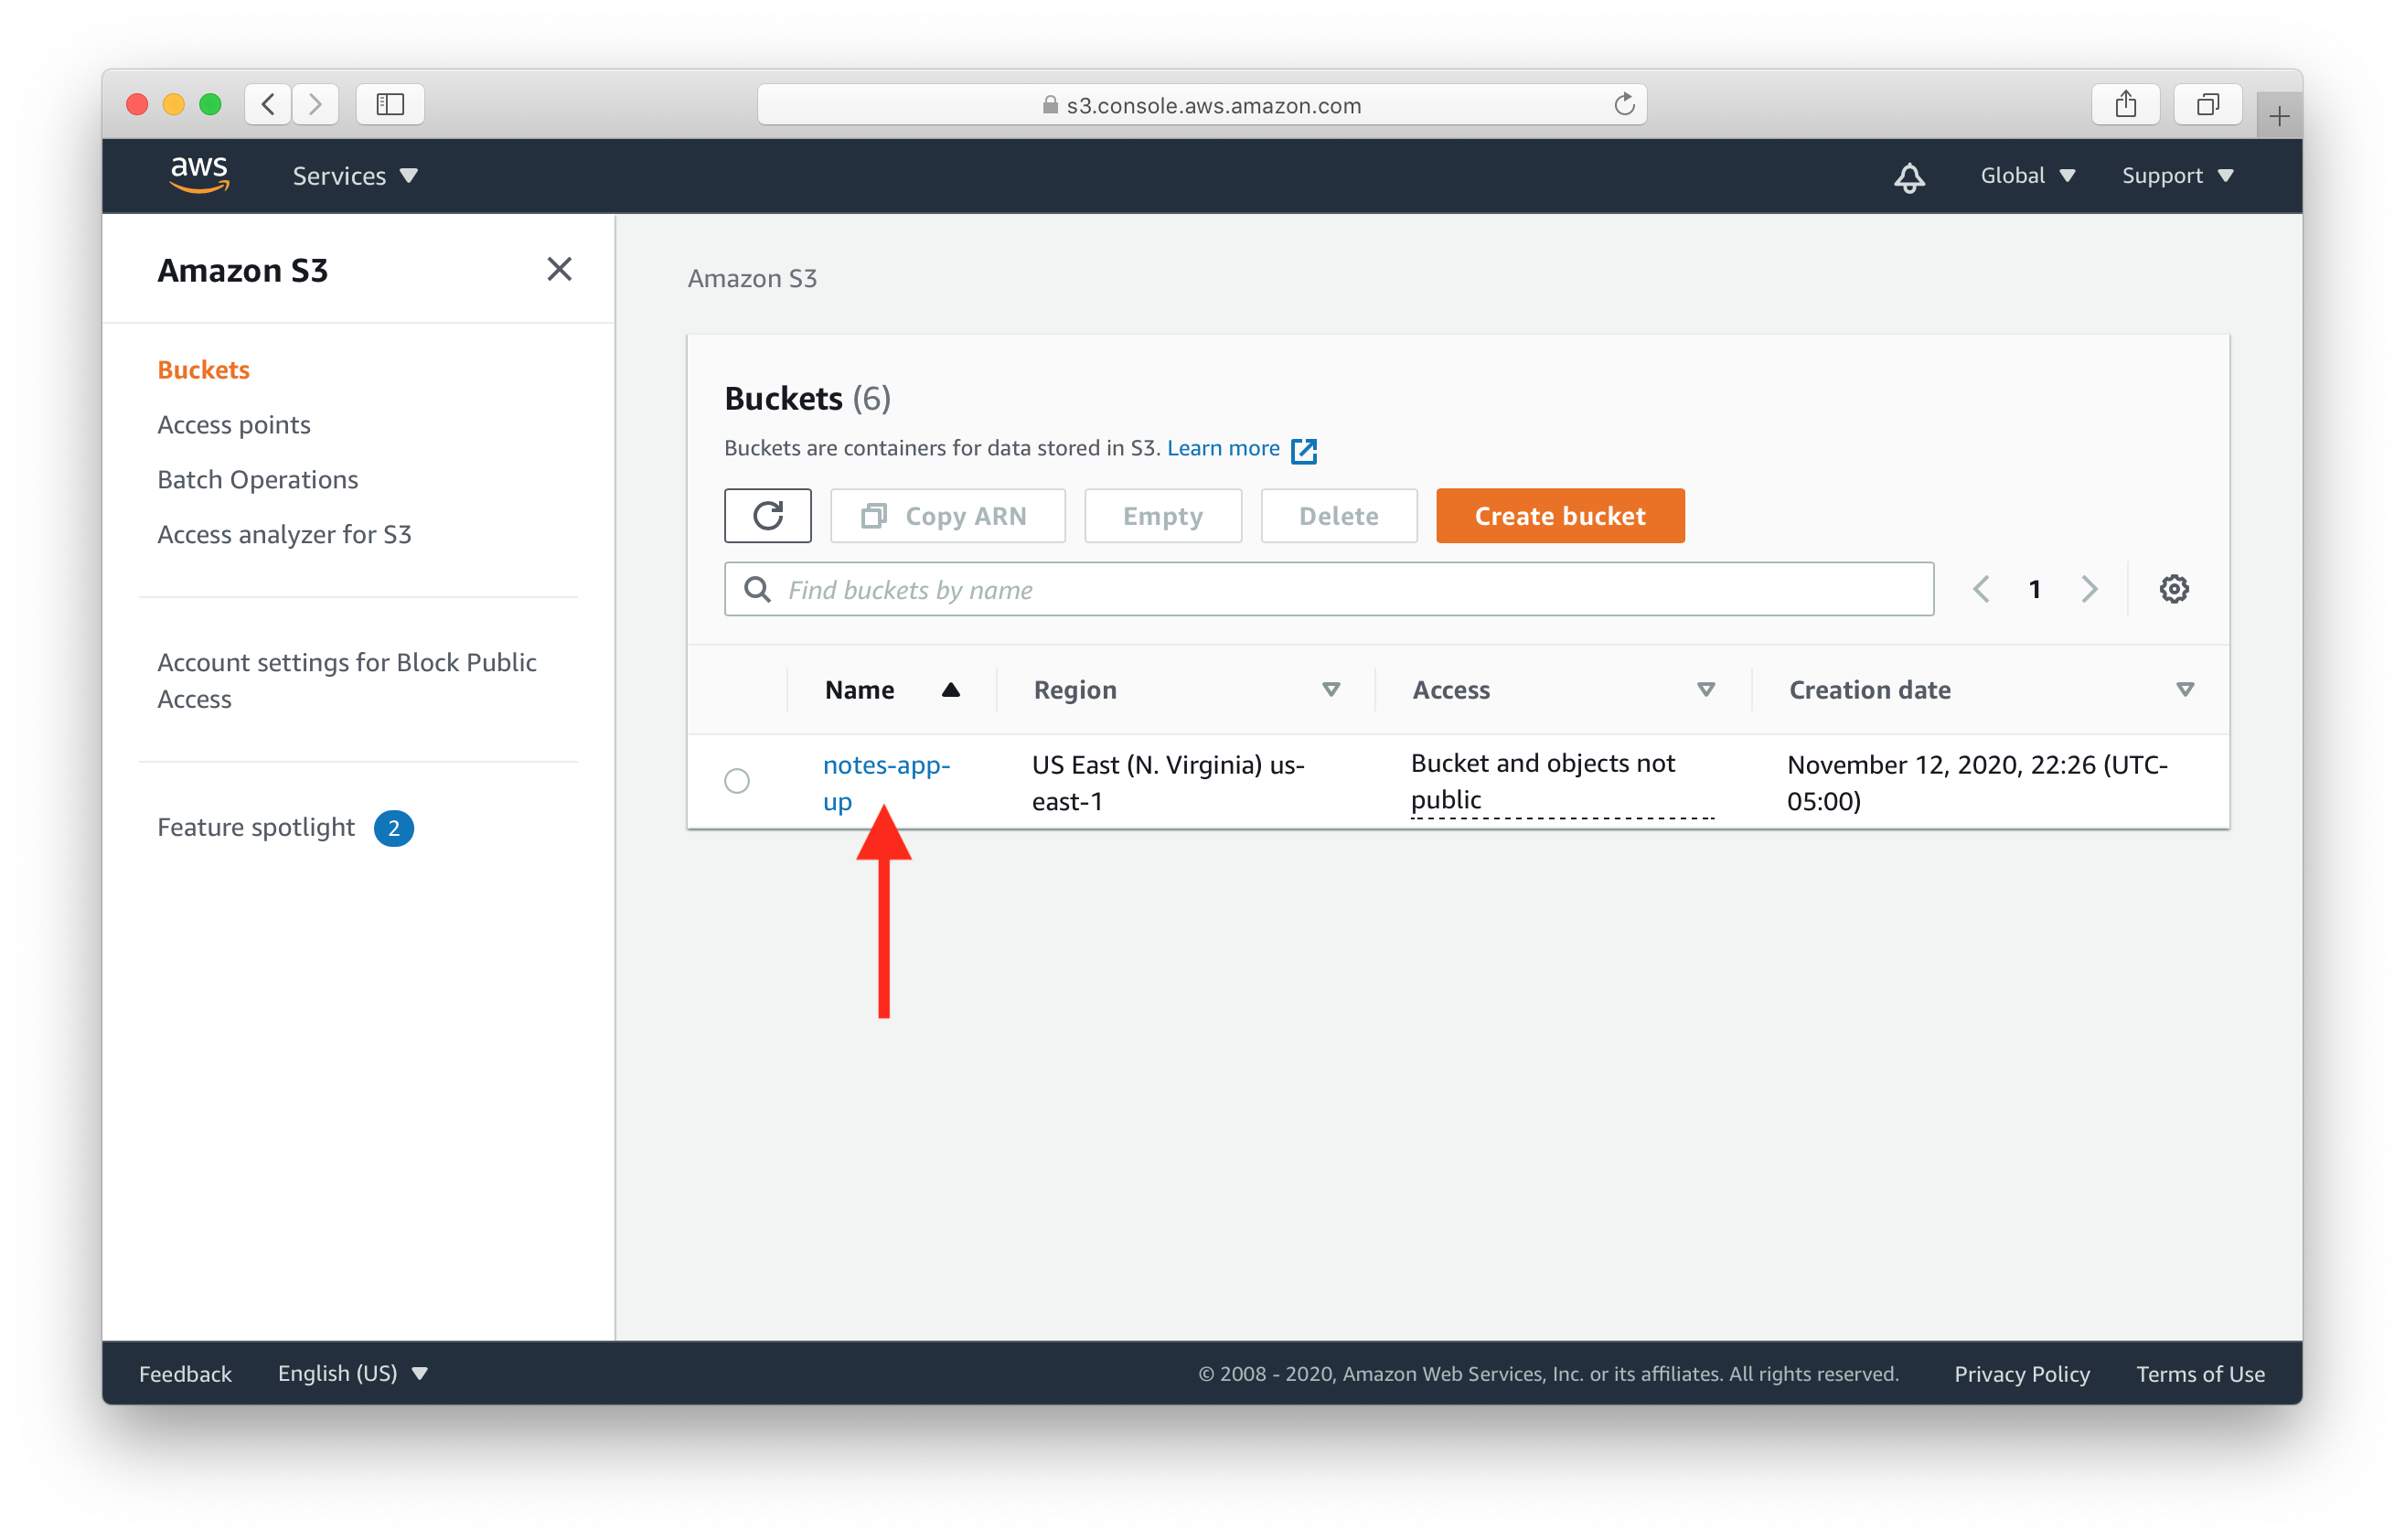 s3.console.aws.amazon.com
aws
Services
Global
Support
Amazon S3
Buckets
Access points
Batch Operations
Access analyzer for S3
Account settings for Block Public
Access
Feature spotlight 2
Amazon S3
Buckets (6)
Buckets are containers for data stored in S3. Learn more
Copy ARN
Empty
Delete
Create bucket
Find buckets by name
1
Name
Region
Access
Creation date
notes-app-
up
US East (N. Virginia) us-
east-1
Bucket and objects not
public
November 12, 2020, 22:26 (UTC-
05:00)
Feedback
English (US)
© 2008 - 2020, Amazon Web Services, Inc. or its affiliates. All rights reserved.
Privacy Policy
Terms of Use